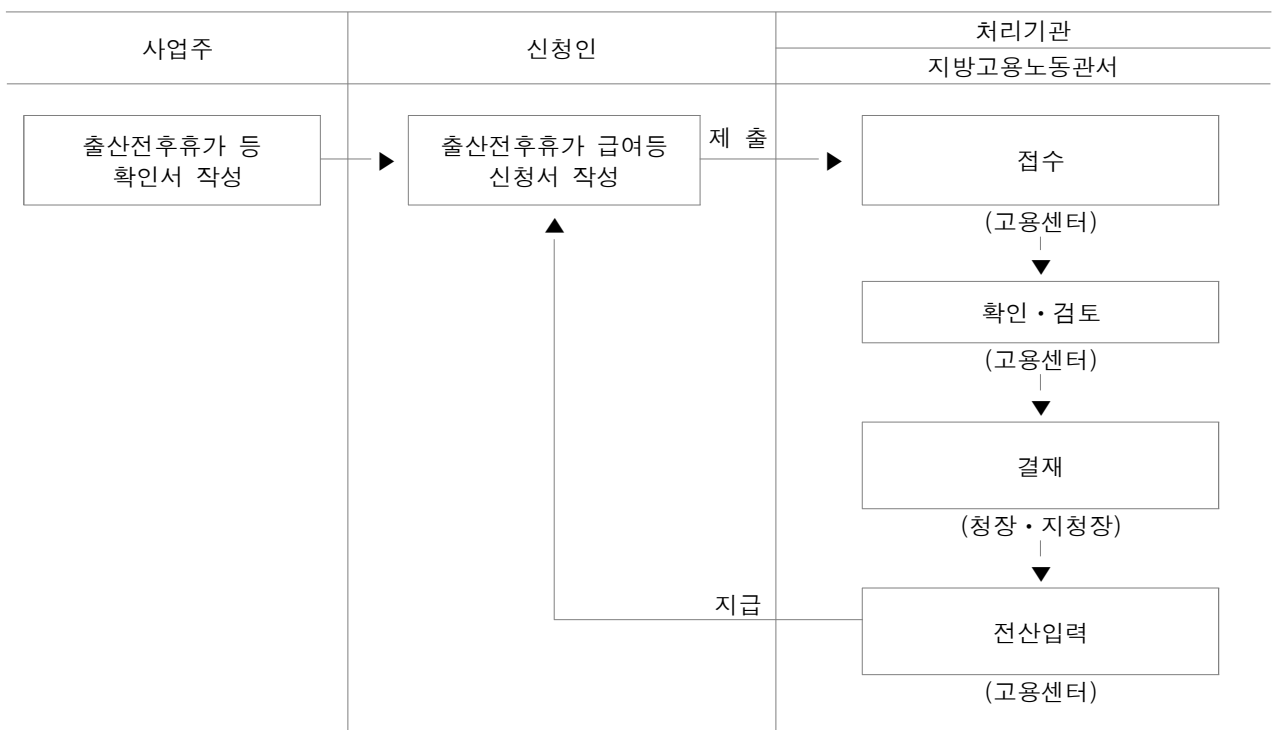 사업주
신청인
처리기관
지방고용노동관서
출산전후휴가 등
확인서 작성
출산전후휴가 급여등
신청서 작성
제 출
접수
(고용센터)
확인・검토
(고용센터)
결재
(청장・지청장)
지급
전산입력
(고용센터)